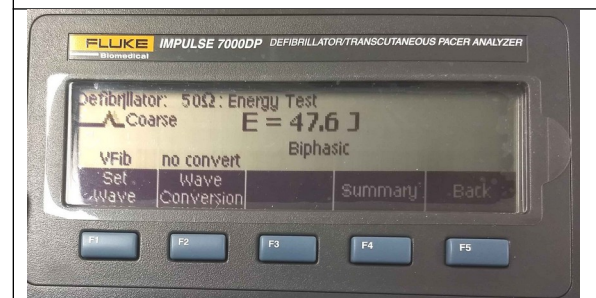 FLUKE IMPULSE 7000DP DEFIBRILLATOR/TRANSCUTANEOUS PACER ANALYZER
Biomedical
Defibrillator: 50Ω: Energy Test
Coarse E = 47.6 J
Biphasic
VFib no convert
Set Wave Summary Back
Wave Conversion
F1 F2 F3 F4 F5